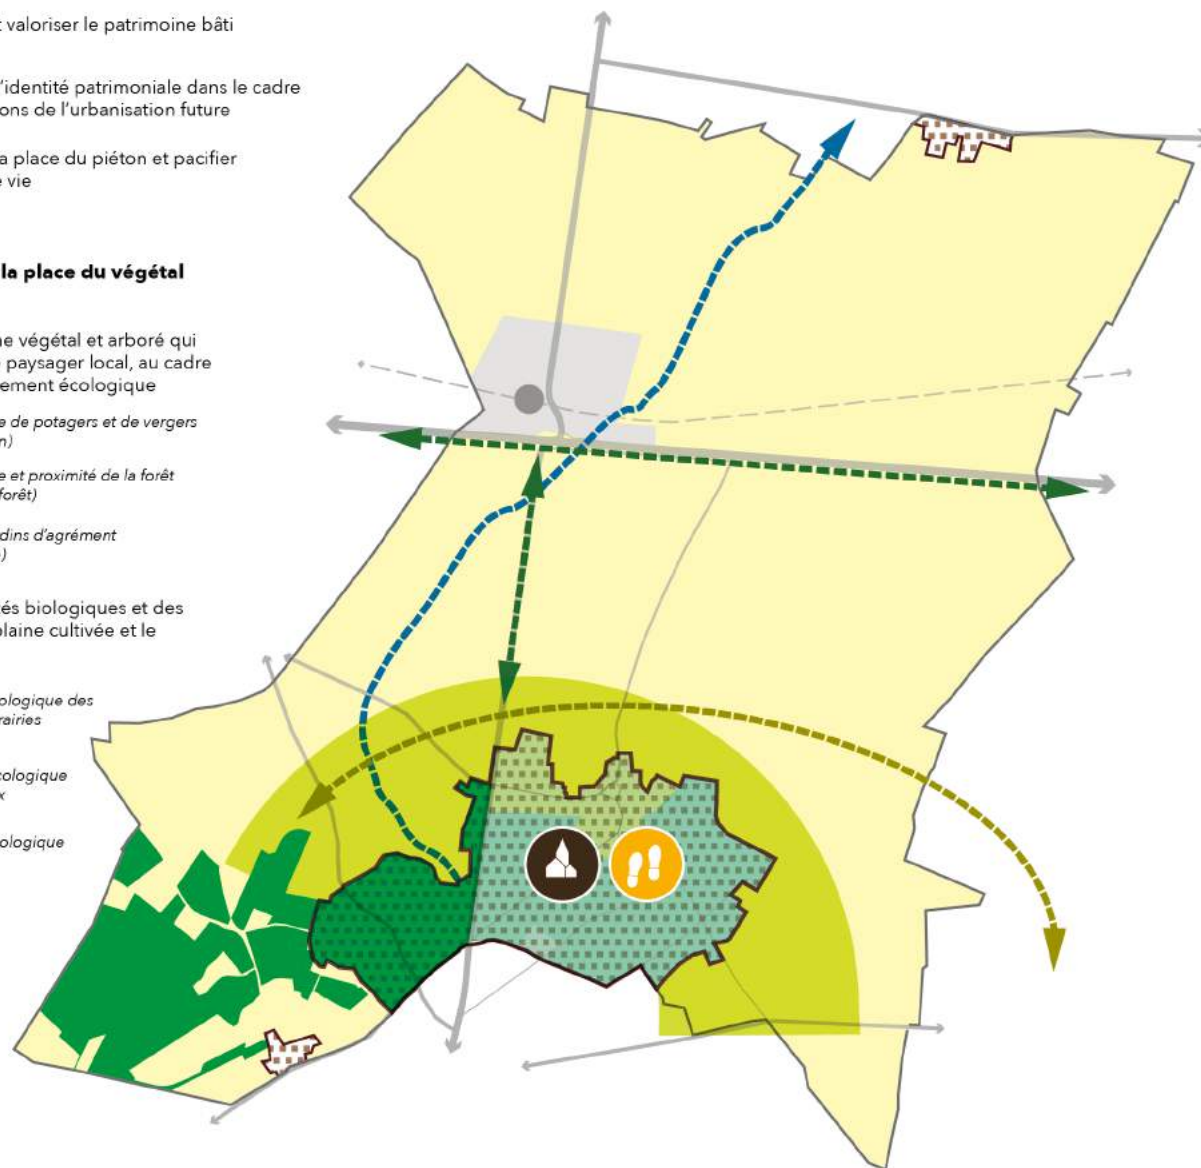 t valoriser le patrimoine bâti
l'identité patrimoniale dans le cadre
ons de l'urbanisation future
a place du piéton et pacifier
e vie
la place du végétal
ne végétal et arboré qui
e paysager local, au cadre
ement écologique
e de potagers et de vergers
n)
e et proximité de la forêt
forêt)
dins d'agrément
)
tés biologiques et des
plaine cultivée et le
ologique des
rairies
cologique
x
ologique